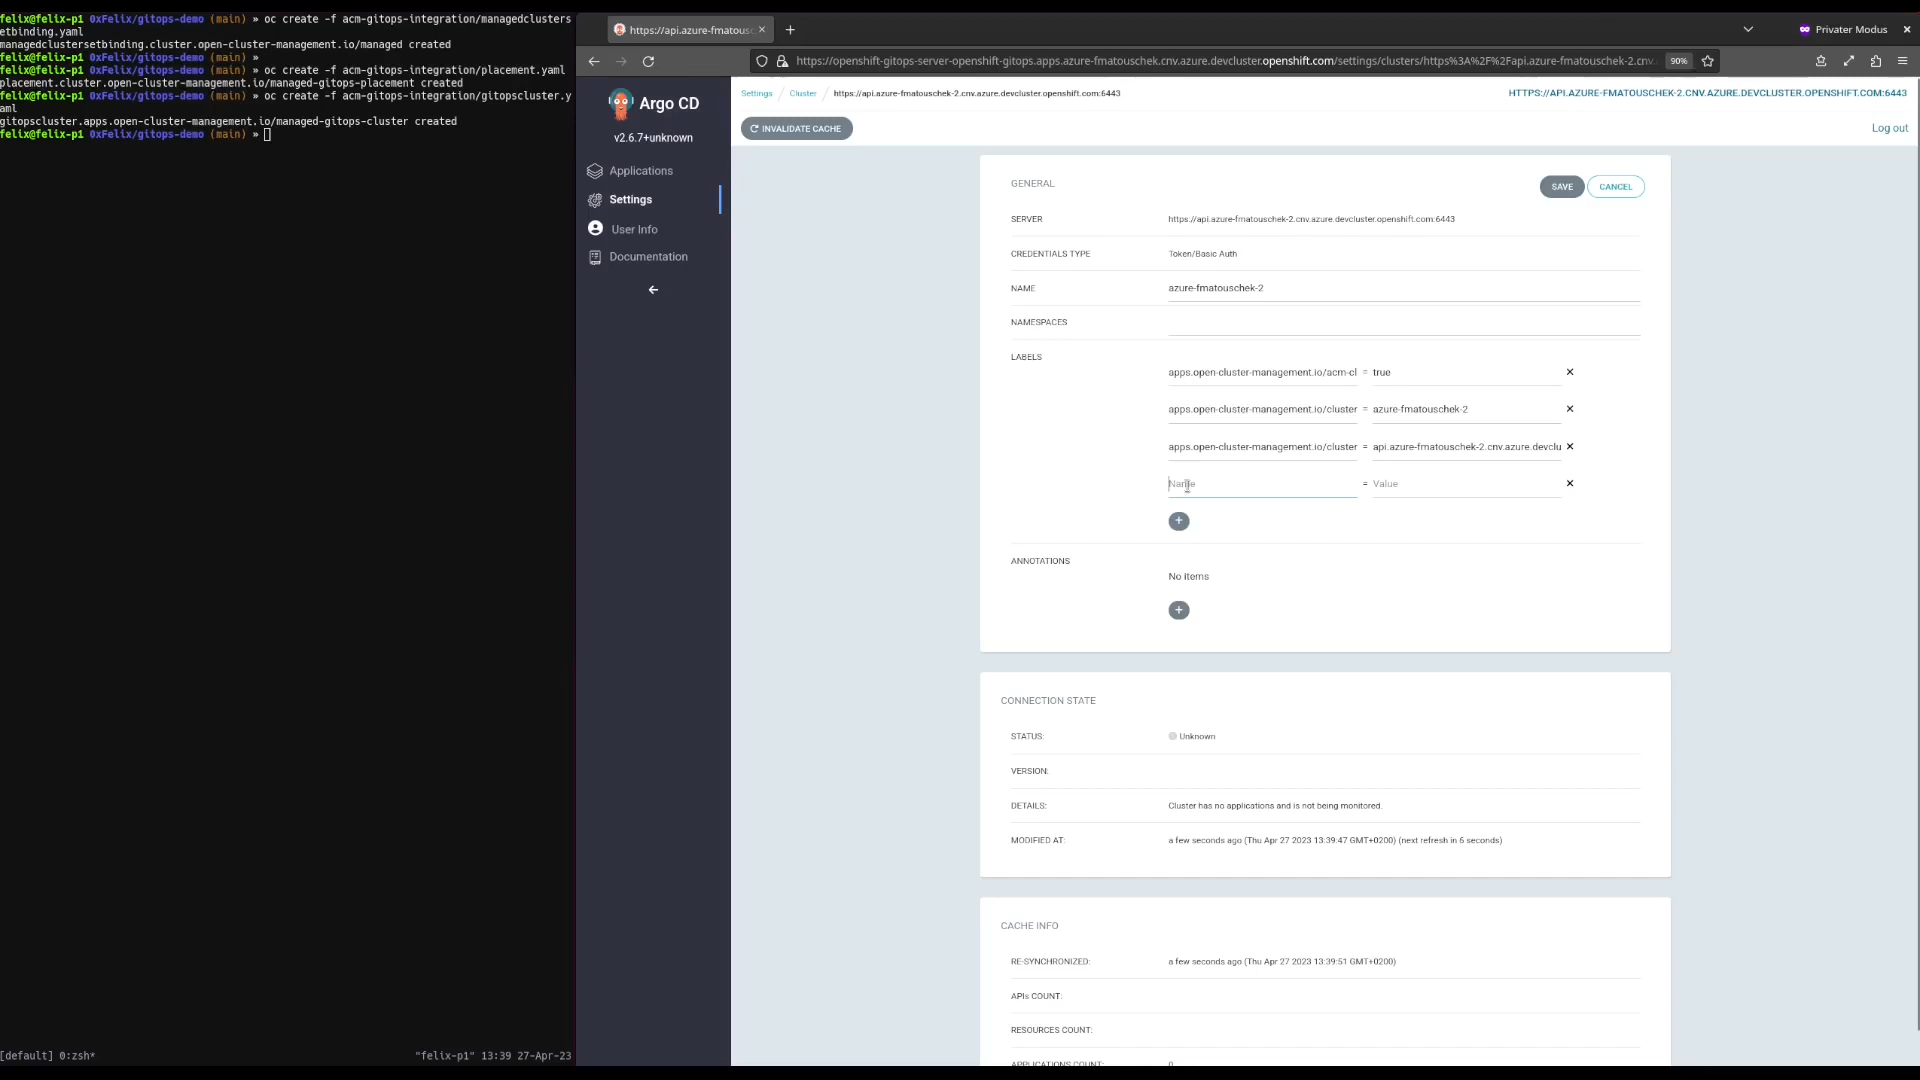 felix@felix-p1 0xFelix/gitops-demo (main) » oc create -f acm-gitops-integration/managedclusters
etbinding.yaml
managedclustersetbinding.cluster.open-cluster-management.io/managed created
felix@felix-p1 0xFelix/gitops-demo (main) »
felix@felix-p1 0xFelix/gitops-demo (main) » oc create -f acm-gitops-integration/placement.yaml
placement.cluster.open-cluster-management.io/managed-gitops-placement created
felix@felix-p1 0xFelix/gitops-demo (main) » oc create -f acm-gitops-integration/gitopscluster.y
aml
gitopscluster.apps.open-cluster-management.io/managed-gitops-cluster created
felix@felix-p1 0xFelix/gitops-demo (main) »
[default] 0:zsh*
"felix-p1" 13:39 27-Apr-23
https://api.azure-fmatousc
Privater Modus
https://openshift-gitops-server-openshift-gitops.apps.azure-fmatouschek.cnv.azure.devcluster.openshift.com/settings/clusters/https%3A%2F%2Fapi.azure-fmatouschek-2.cnv.
90%
Argo CD
v2.6.7+unknown
Applications
Settings
User Info
Documentation
Settings / Cluster / https://api.azure-fmatouschek-2.cnv.azure.devcluster.openshift.com:6443
HTTPS://API.AZURE-FMATOUSCHEK-2.CNV.AZURE.DEVCLUSTER.OPENSHIFT.COM:6443
INVALIDATE CACHE
Log out
GENERAL
SAVE
CANCEL
SERVER
https://api.azure-fmatouschek-2.cnv.azure.devcluster.openshift.com:6443
CREDENTIALS TYPE
Token/Basic Auth
NAME
azure-fmatouschek-2
NAMESPACES
LABELS
apps.open-cluster-management.io/acm-cl = true
apps.open-cluster-management.io/cluster = azure-fmatouschek-2
apps.open-cluster-management.io/cluster = api.azure-fmatouschek-2.cnv.azure.devclu
Name = Value
ANNOTATIONS
No items
CONNECTION STATE
STATUS:
Unknown
VERSION:
DETAILS:
Cluster has no applications and is not being monitored.
MODIFIED AT:
a few seconds ago (Thu Apr 27 2023 13:39:47 GMT+0200) (next refresh in 6 seconds)
CACHE INFO
RE-SYNCHRONIZED:
a few seconds ago (Thu Apr 27 2023 13:39:51 GMT+0200)
APIs COUNT:
RESOURCES COUNT:
APPLICATIONS COUNT:
0